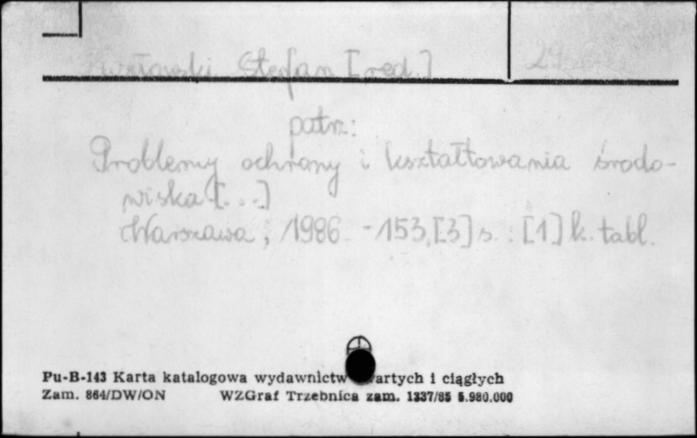 Stefan [red.]
patrz:
Problemy ochrony i kształtowania środo-
wiska [...]
Warszawa, 1986. - 153,[3] s. : [1] k. tabl.
Pu-B-143 Karta katalogowa wydawnictw artych i ciągłych
Zam. 864/DW/ON WZGraf Trzebnica zam. 1337/85 5.980.000